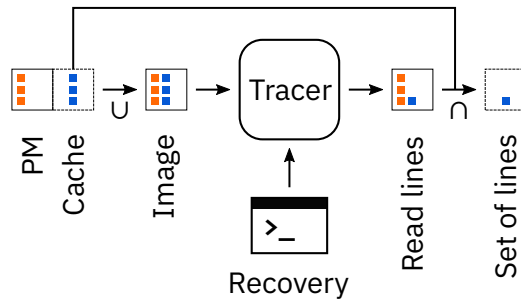 PM
Cache
∪
Image
Tracer
>_
Recovery
Read lines
∩
Set of lines